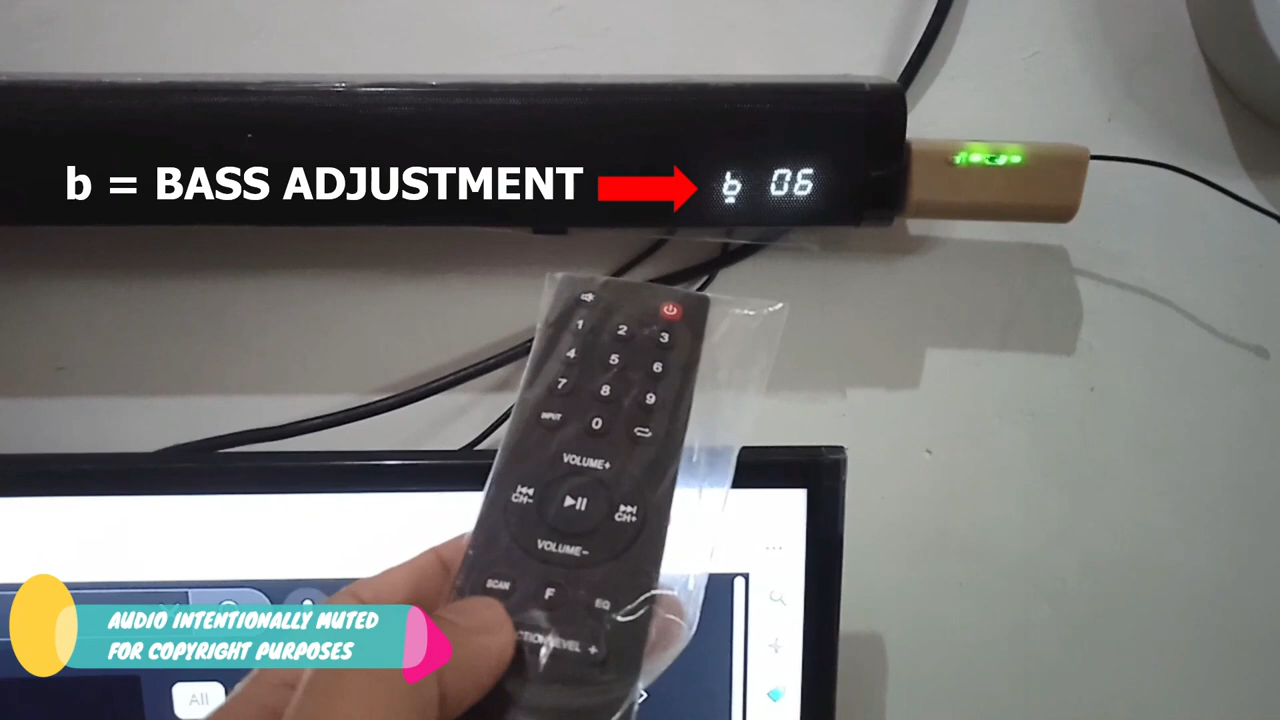 b = BASS ADJUSTMENT
b 06
1 2 3
4 5 6
7 8 9
INPUT 0
VOLUME+
CH- CH+
VOLUME-
SCAN F EQ
LEVEL +
AUDIO INTENTIONALLY MUTED
FOR COPYRIGHT PURPOSES
All